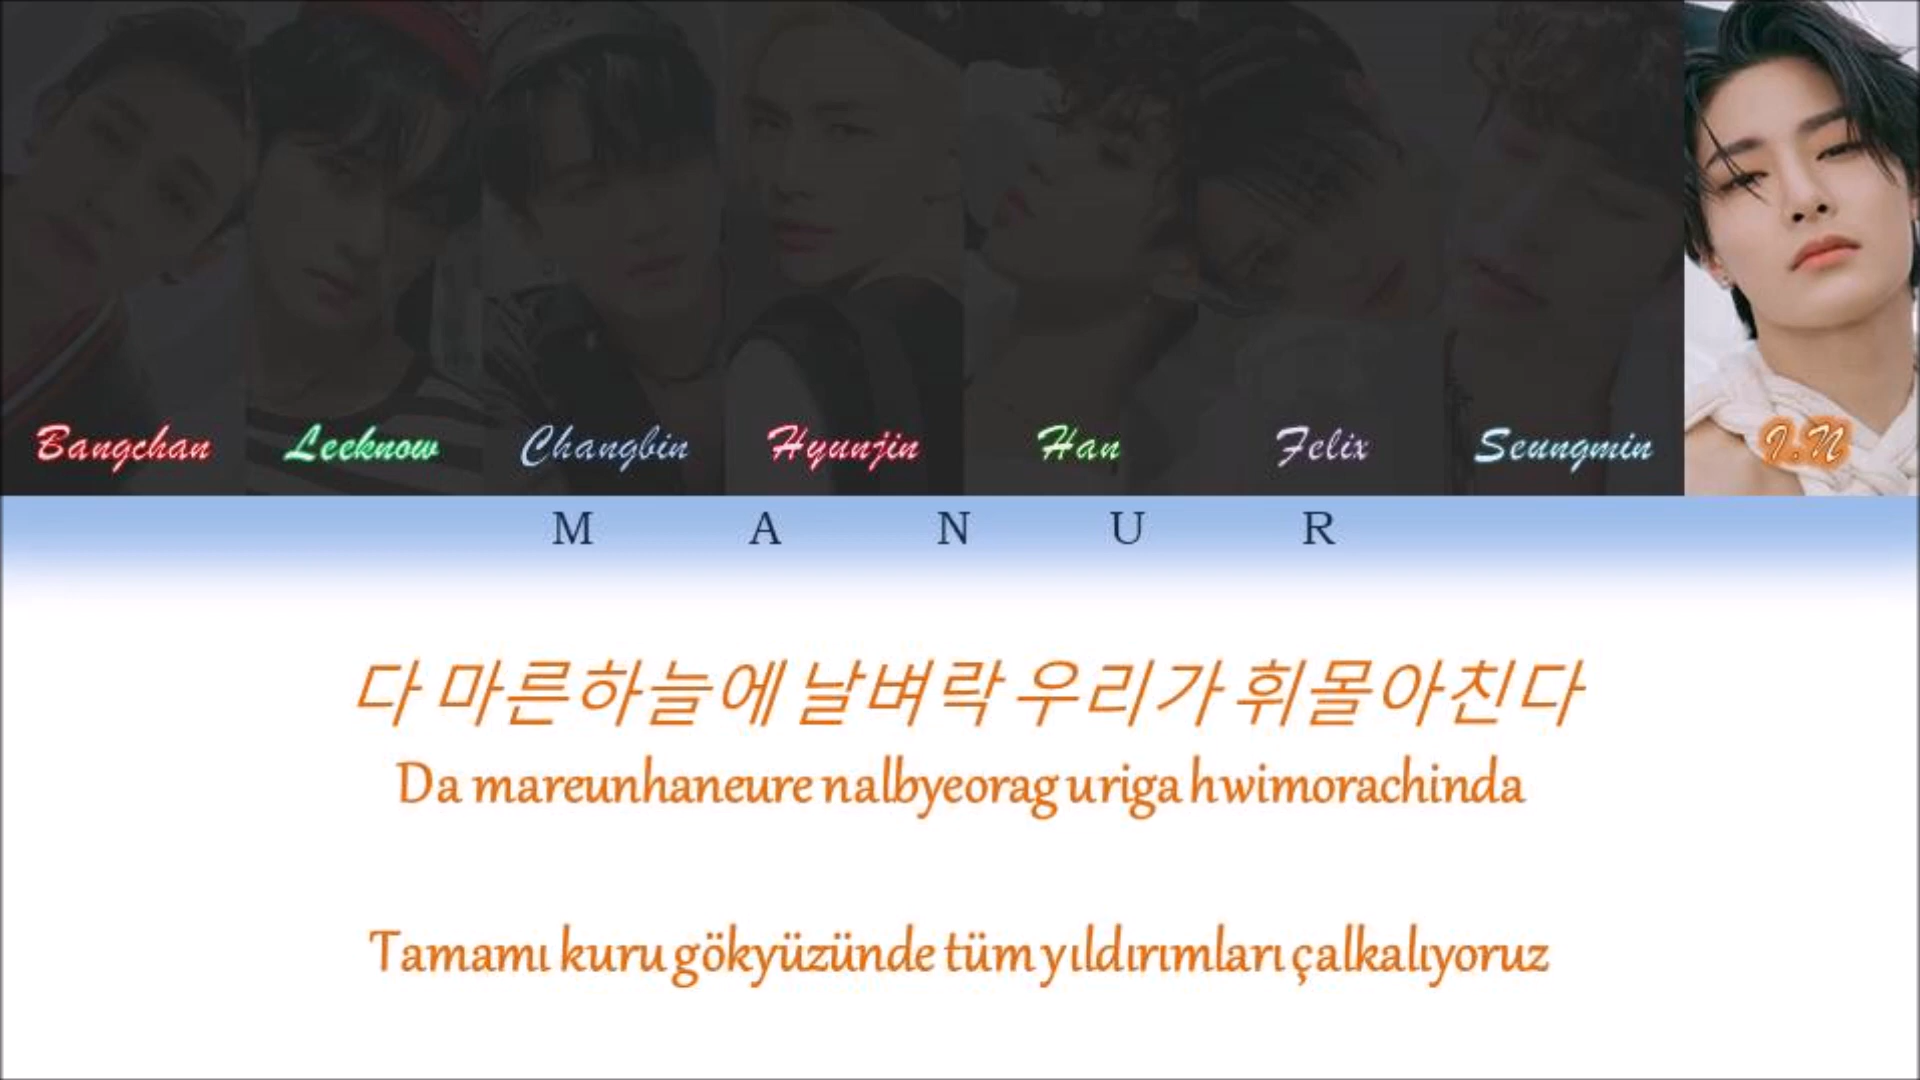 Bangchan Leeknow Changbin Hyunjin Han Felix Seungmin I.N
M A N U R
다 마른하늘에 날벼락 우리가 휘몰아친다
Da mareunhaneure nalbyeorag uriga hwimorachinda
Tamamı kuru gökyüzünde tüm yıldırımları çalkalıyoruz